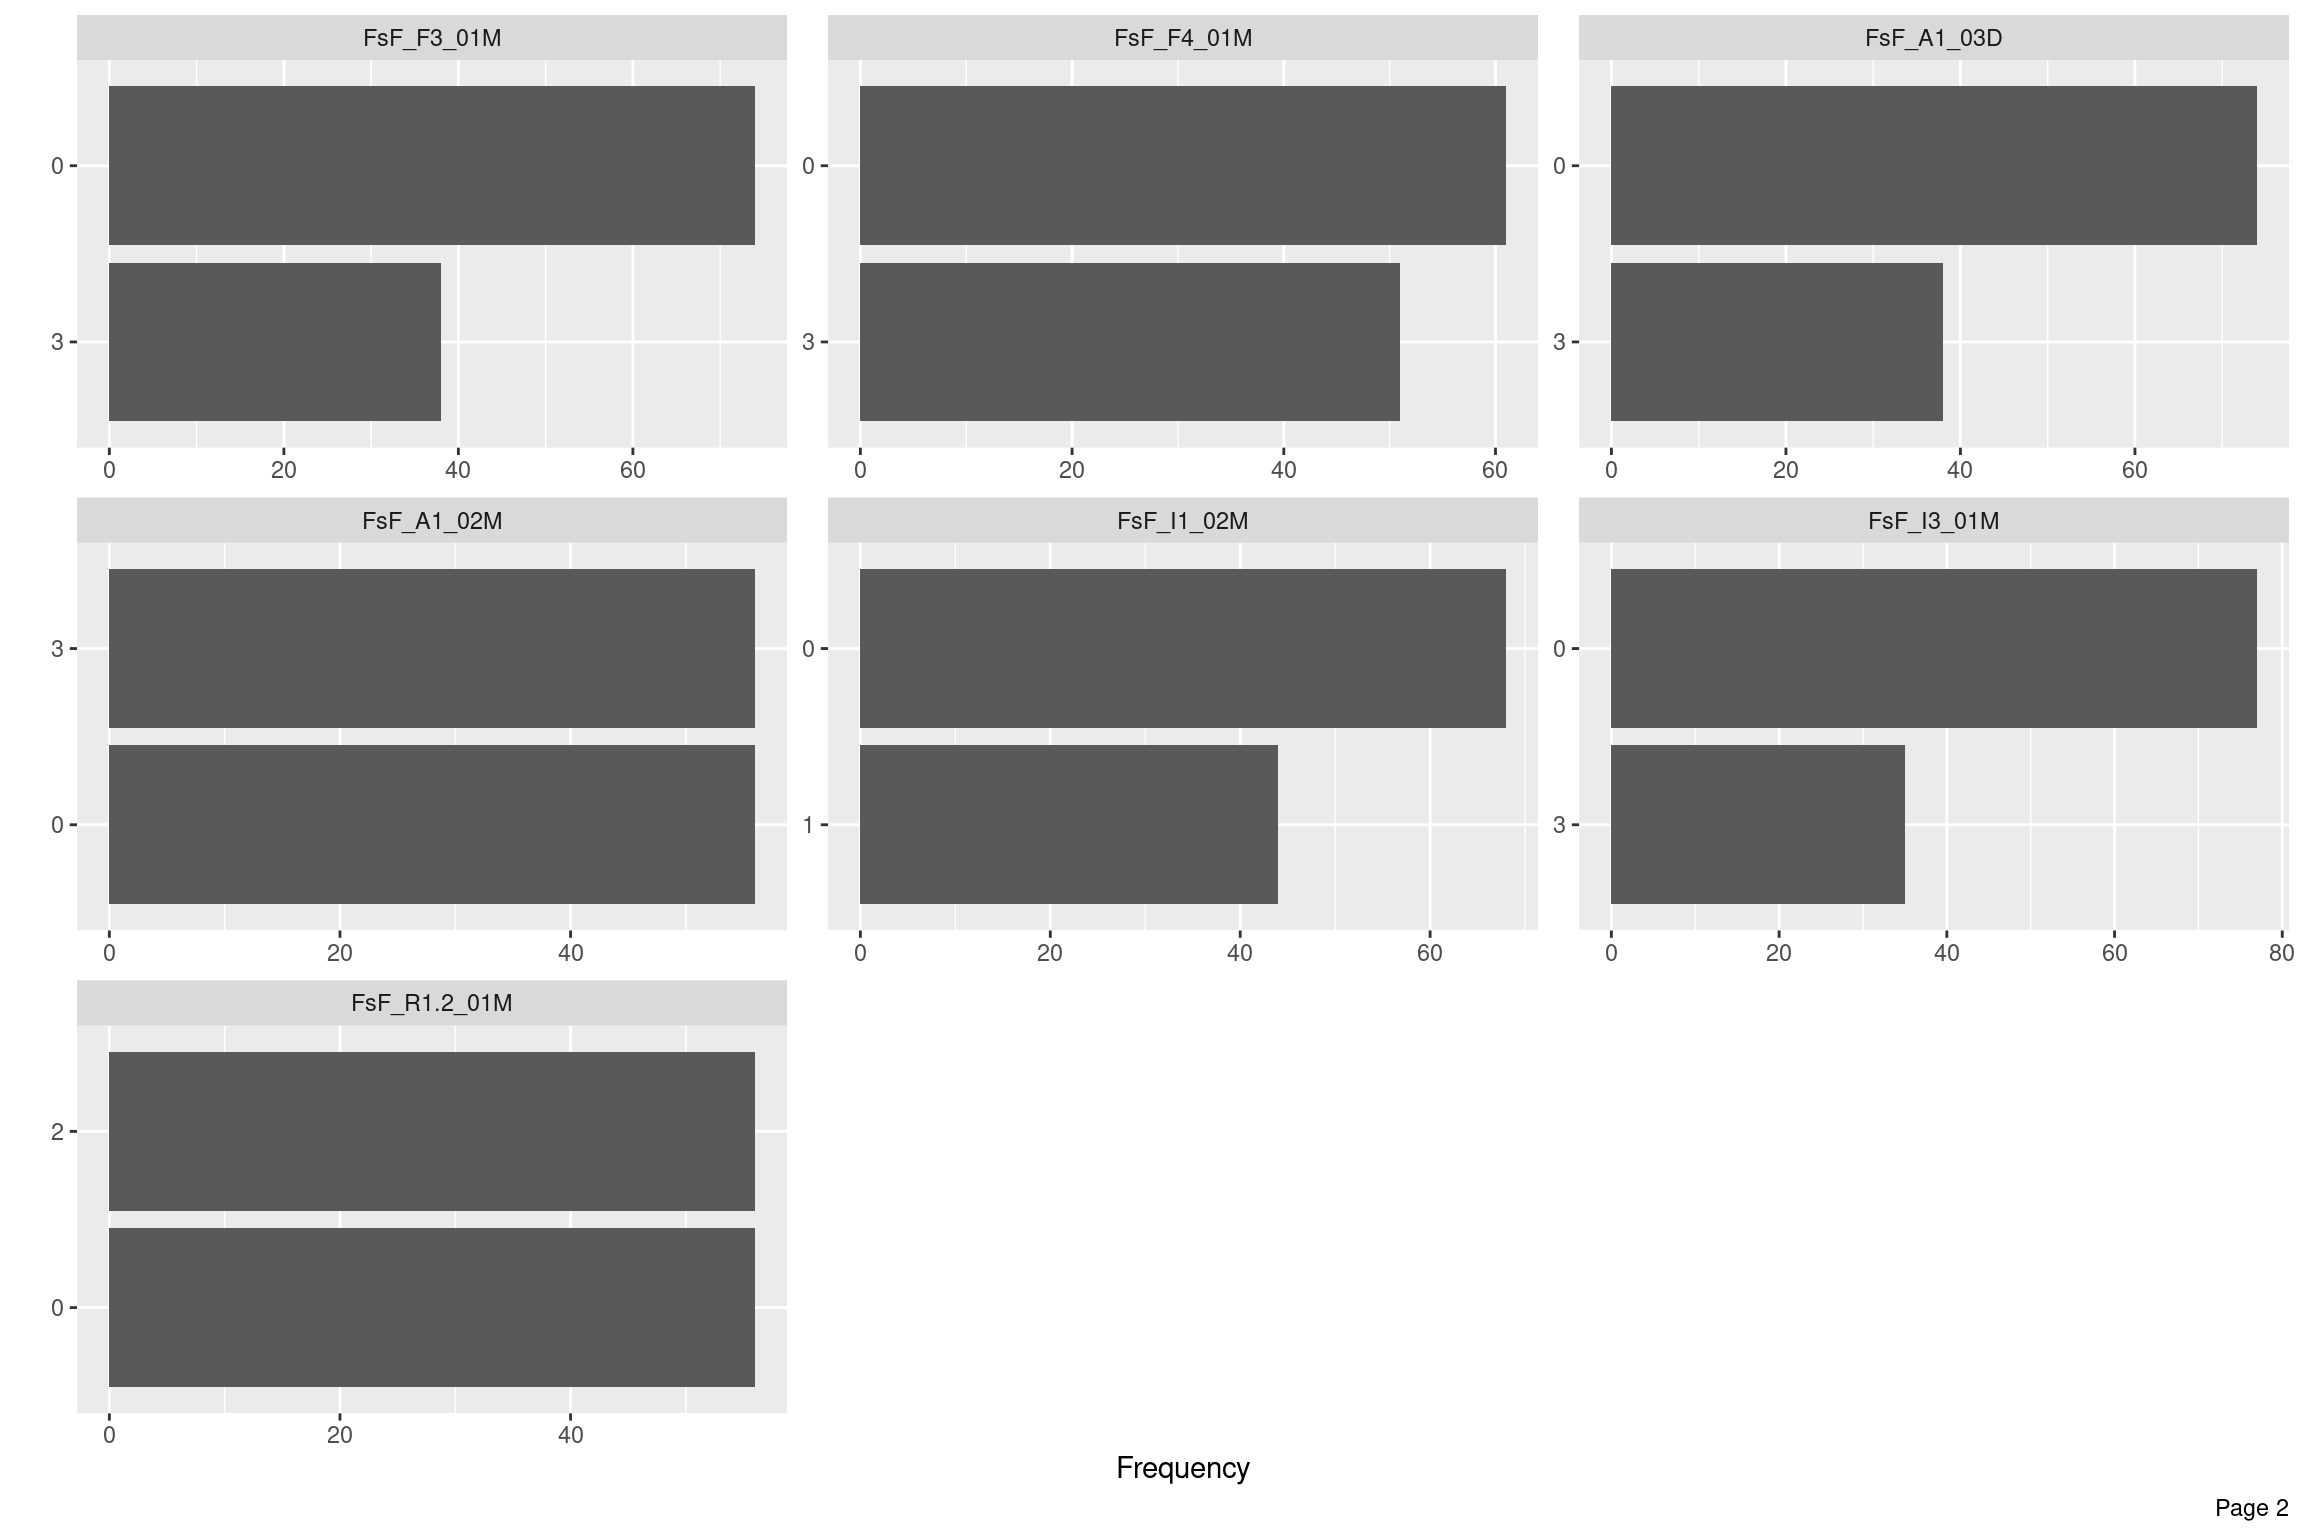 FsF_F3_01M FsF_F4_01M FsF_A1_03D
0 0 0
3 3 3
0 20 40 60 0 20 40 60 0 20 40 60
FsF_A1_02M FsF_I1_02M FsF_I3_01M
3 0 0
0 1 3
0 20 40 0 20 40 60 0 20 40 60 80
FsF_R1.2_01M
2
0
0 20 40
Frequency
Page 2